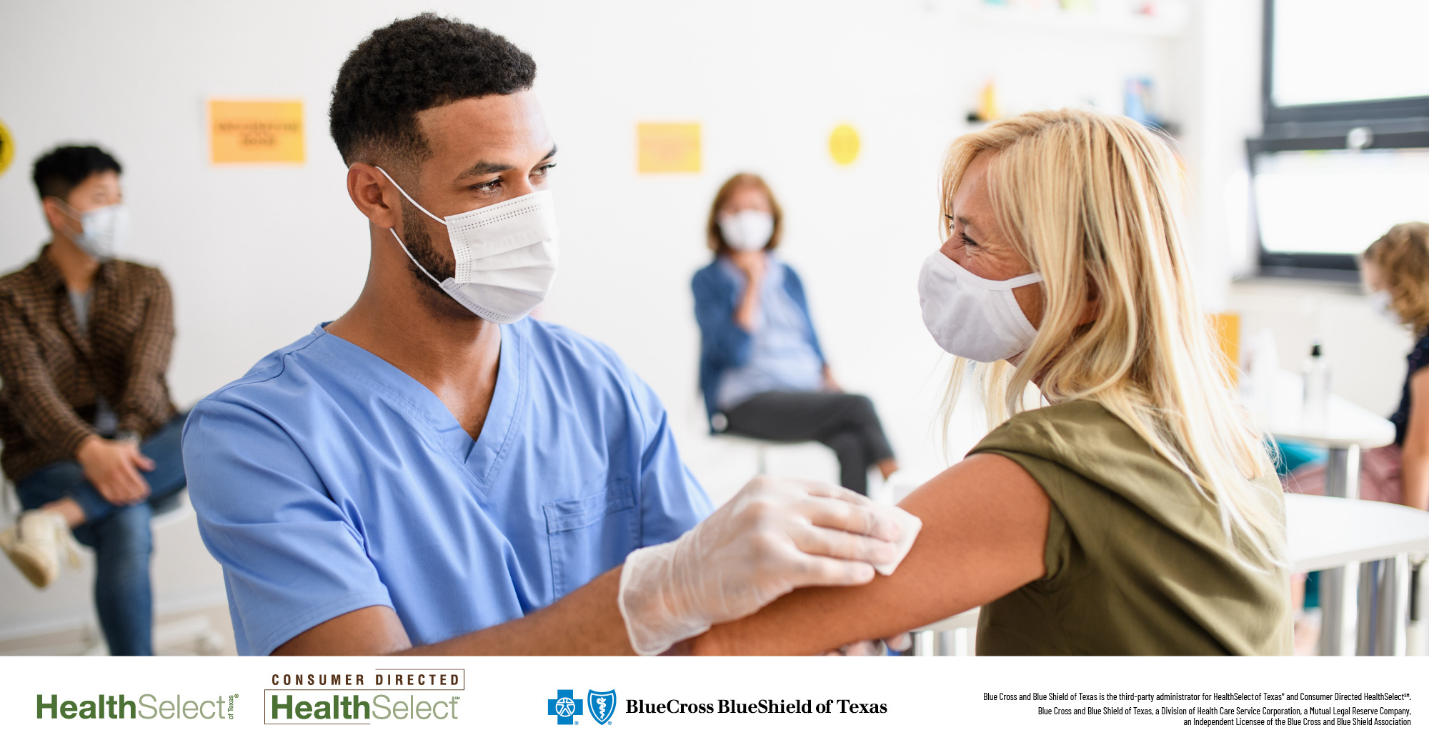 HealthSelect of Texas®
CONSUMER DIRECTED
HealthSelect℠
BlueCross BlueShield of Texas
Blue Cross and Blue Shield of Texas is the third-party administrator for HealthSelect of Texas® and Consumer Directed HealthSelect℠.
Blue Cross and Blue Shield of Texas, a Division of Health Care Service Corporation, a Mutual Legal Reserve Company,
an Independent Licensee of the Blue Cross and Blue Shield Association